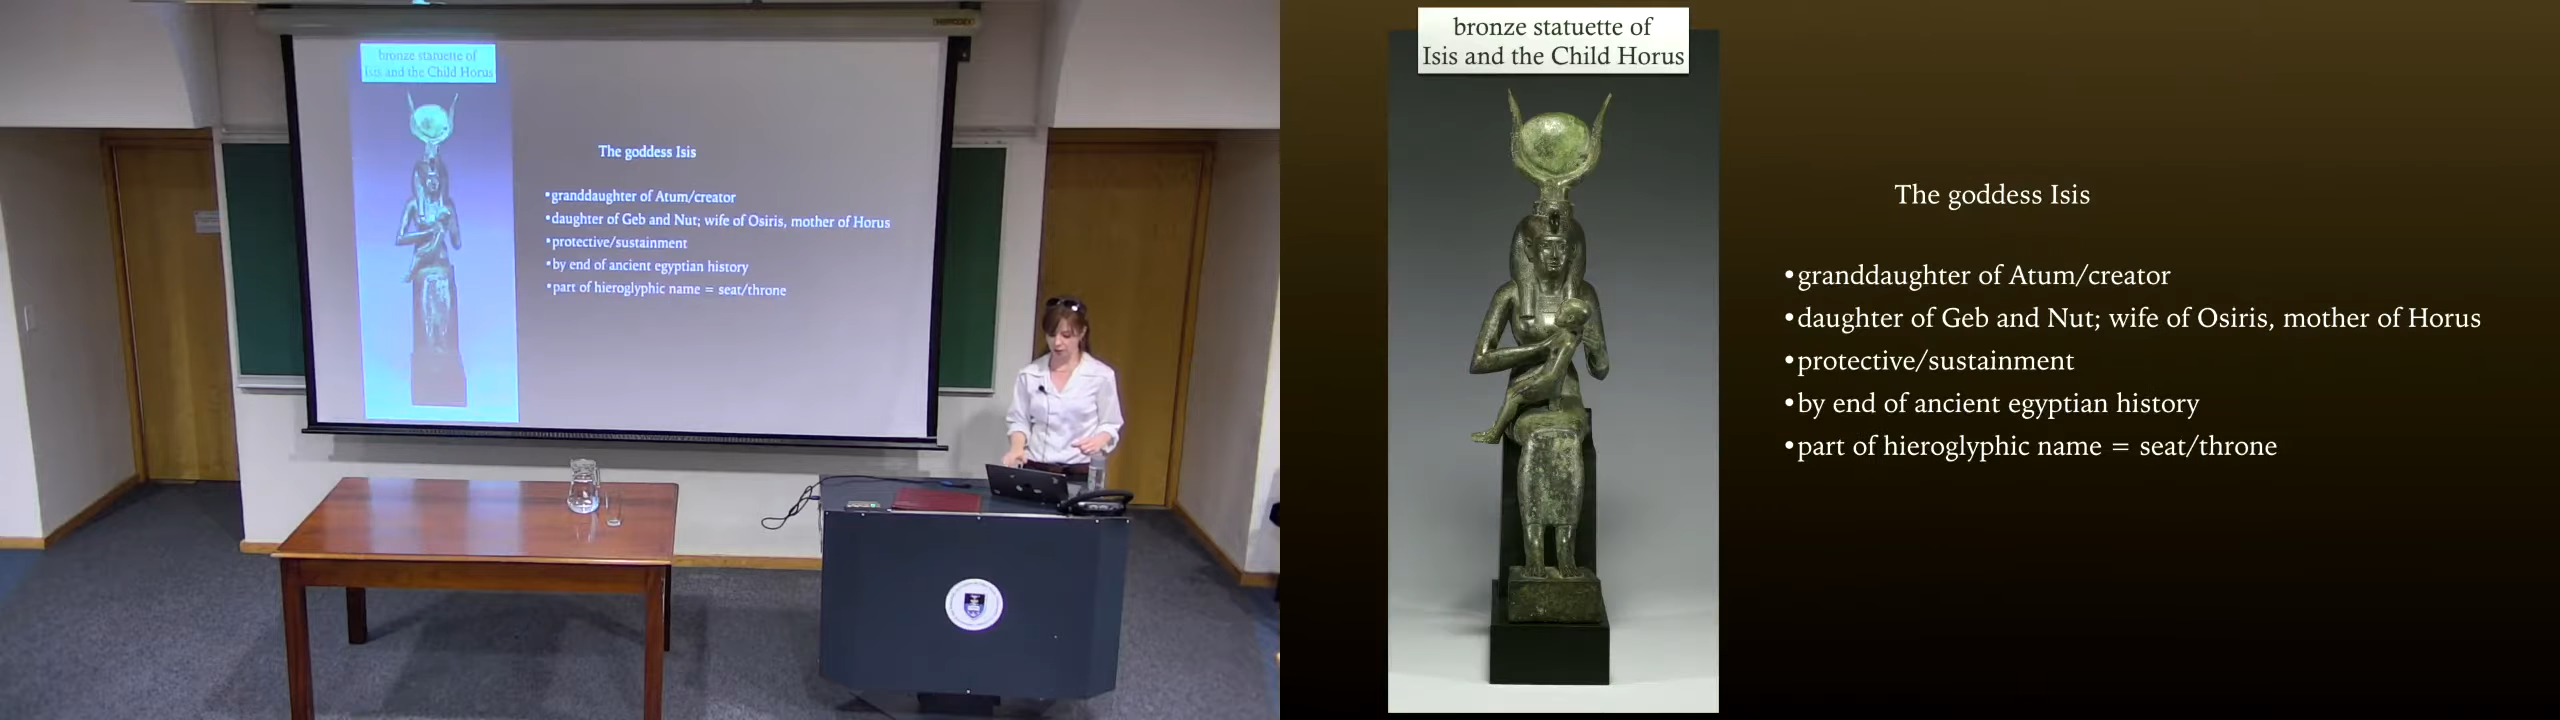 bronze statuette of
Isis and the Child Horus
The goddess Isis
•granddaughter of Atum/creator
•daughter of Geb and Nut; wife of Osiris, mother of Horus
•protective/sustainment
•by end of ancient egyptian history
•part of hieroglyphic name = seat/throne
bronze statuette of
Isis and the Child Horus
The goddess Isis
•granddaughter of Atum/creator
•daughter of Geb and Nut; wife of Osiris, mother of Horus
•protective/sustainment
•by end of ancient egyptian history
•part of hieroglyphic name = seat/throne